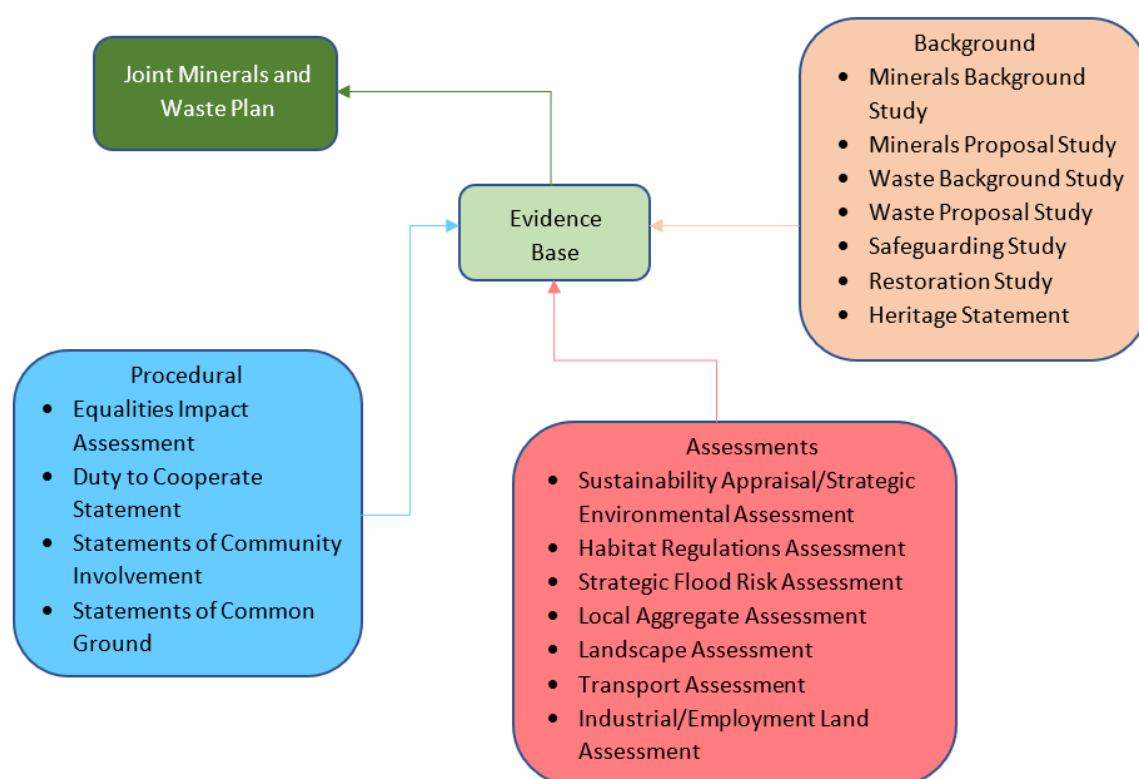 Joint Minerals and
Waste Plan
Evidence
Base
Background
• Minerals Background
Study
• Minerals Proposal Study
• Waste Background Study
• Waste Proposal Study
• Safeguarding Study
• Restoration Study
• Heritage Statement
Procedural
• Equalities Impact
Assessment
• Duty to Cooperate
Statement
• Statements of Community
Involvement
• Statements of Common
Ground
Assessments
• Sustainability Appraisal/Strategic
Environmental Assessment
• Habitat Regulations Assessment
• Strategic Flood Risk Assessment
• Local Aggregate Assessment
• Landscape Assessment
• Transport Assessment
• Industrial/Employment Land
Assessment